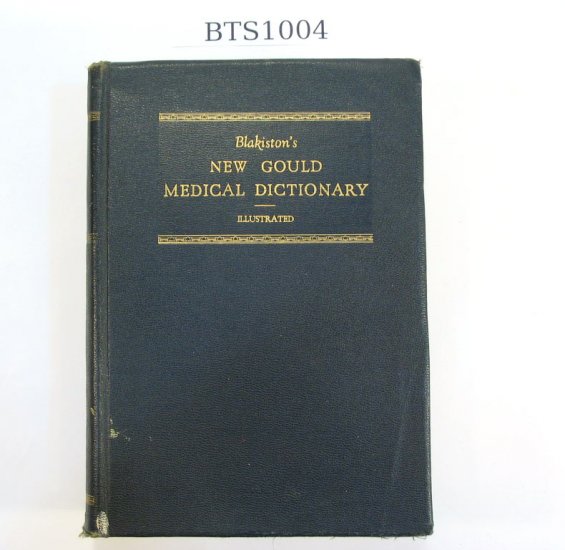 BTS1004
Blakiston's
NEW GOULD
MEDICAL DICTIONARY
ILLUSTRATED